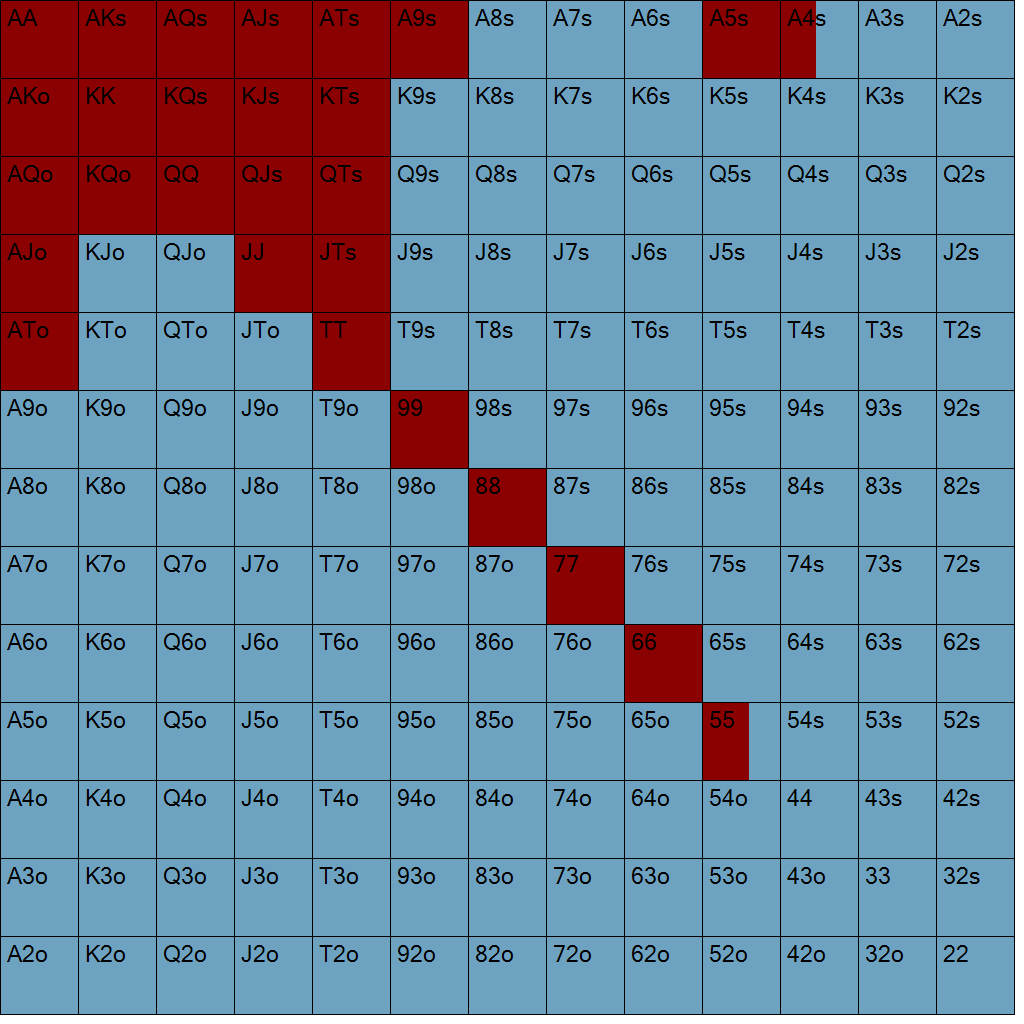 AA AKs AQs AJs ATs A9s A8s A7s A6s A5s A4s A3s A2s
AKo KK KQs KJs KTs K9s K8s K7s K6s K5s K4s K3s K2s
AQo KQo QQ QJs QTs Q9s Q8s Q7s Q6s Q5s Q4s Q3s Q2s
AJo KJo QJo JJ JTs J9s J8s J7s J6s J5s J4s J3s J2s
ATo KTo QTo JTo TT T9s T8s T7s T6s T5s T4s T3s T2s
A9o K9o Q9o J9o T9o 99 98s 97s 96s 95s 94s 93s 92s
A8o K8o Q8o J8o T8o 98o 88 87s 86s 85s 84s 83s 82s
A7o K7o Q7o J7o T7o 97o 87o 77 76s 75s 74s 73s 72s
A6o K6o Q6o J6o T6o 96o 86o 76o 66 65s 64s 63s 62s
A5o K5o Q5o J5o T5o 95o 85o 75o 65o 55 54s 53s 52s
A4o K4o Q4o J4o T4o 94o 84o 74o 64o 54o 44 43s 42s
A3o K3o Q3o J3o T3o 93o 83o 73o 63o 53o 43o 33 32s
A2o K2o Q2o J2o T2o 92o 82o 72o 62o 52o 42o 32o 22